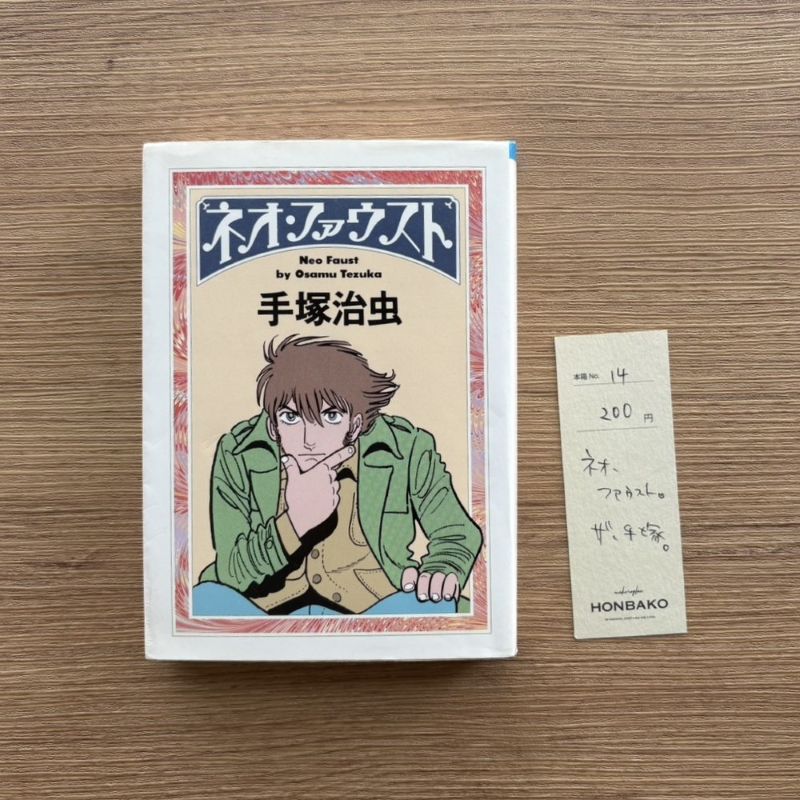 ネオ・ファウスト
Neo Faust
by Osamu Tezuka
手塚治虫
本箱 No. 14
200 円
ネオ、
ファウスト。
ザ、手塚。
HONBAKO